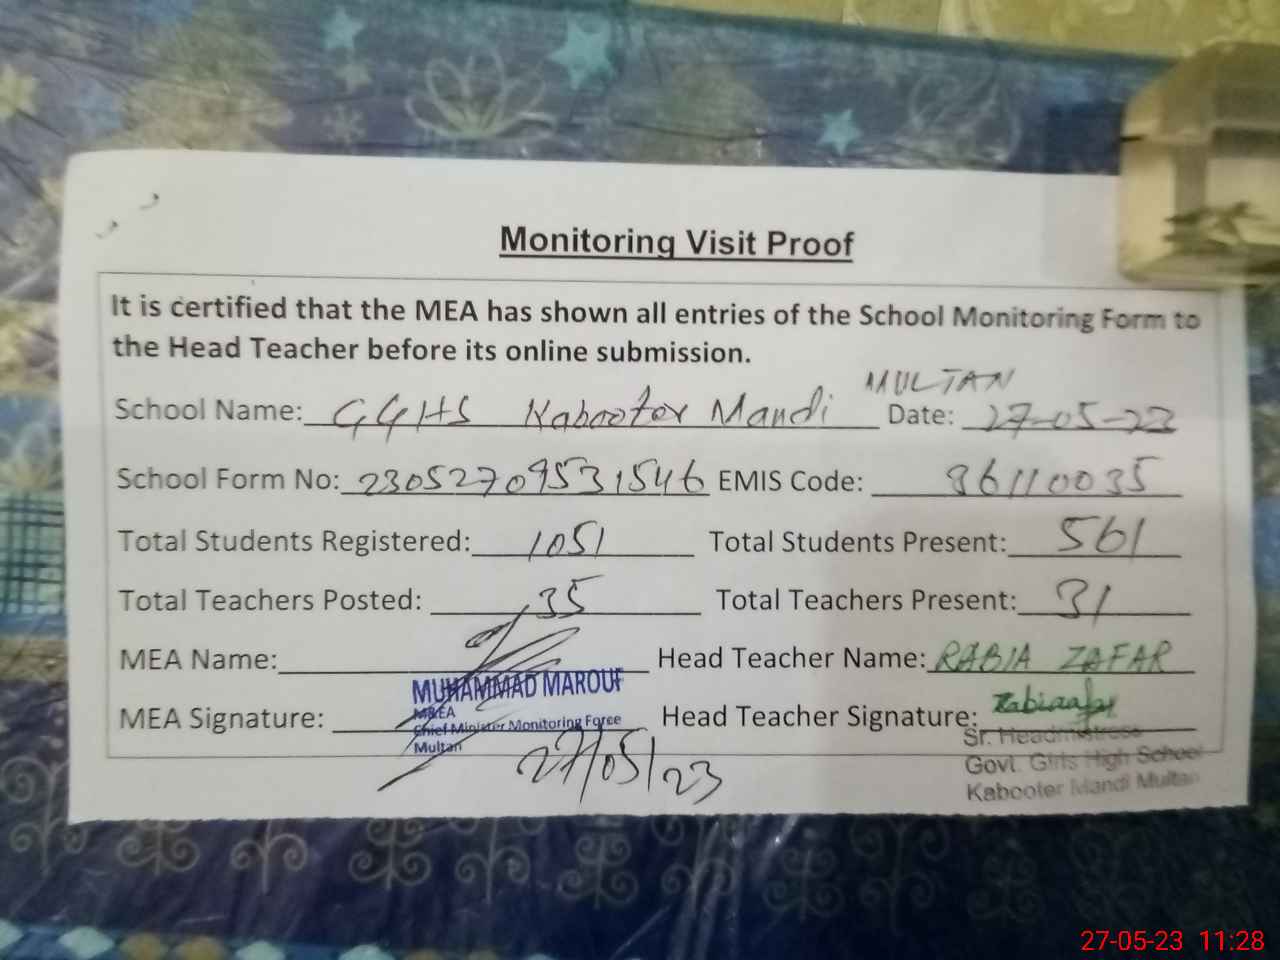 Monitoring Visit Proof
It is certified that the MEA has shown all entries of the School Monitoring Form to
the Head Teacher before its online submission.
MULTAN
School Name: GGHS Kabooter Mandi Date: 27-05-23
School Form No: 23052709531546 EMIS Code: 36110035
Total Students Registered: 1051 Total Students Present: 561
Total Teachers Posted: 35 Total Teachers Present: 31
MEA Name: Head Teacher Name: RABIA ZAFAR
MUHAMMAD MAROUF
MEA Signature: Head Teacher Signature:
M&EA
Chief Minister Monitoring Force
Multan
27/05/23
Sr. Headmistress
Govt. Girls High School
Kabooter Mandi Multan
27-05-23 11:28